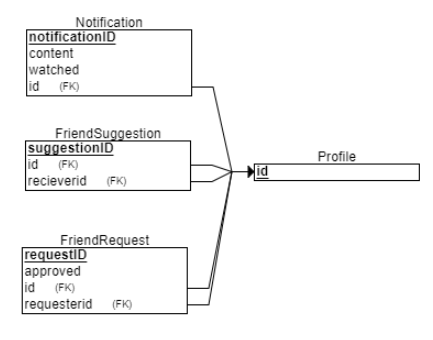 Notification
notificationID
content
watched
id (FK)
FriendSuggestion
suggestionID
id (FK)
recieverid (FK)
Profile
id
FriendRequest
requestID
approved
id (FK)
requesterid (FK)